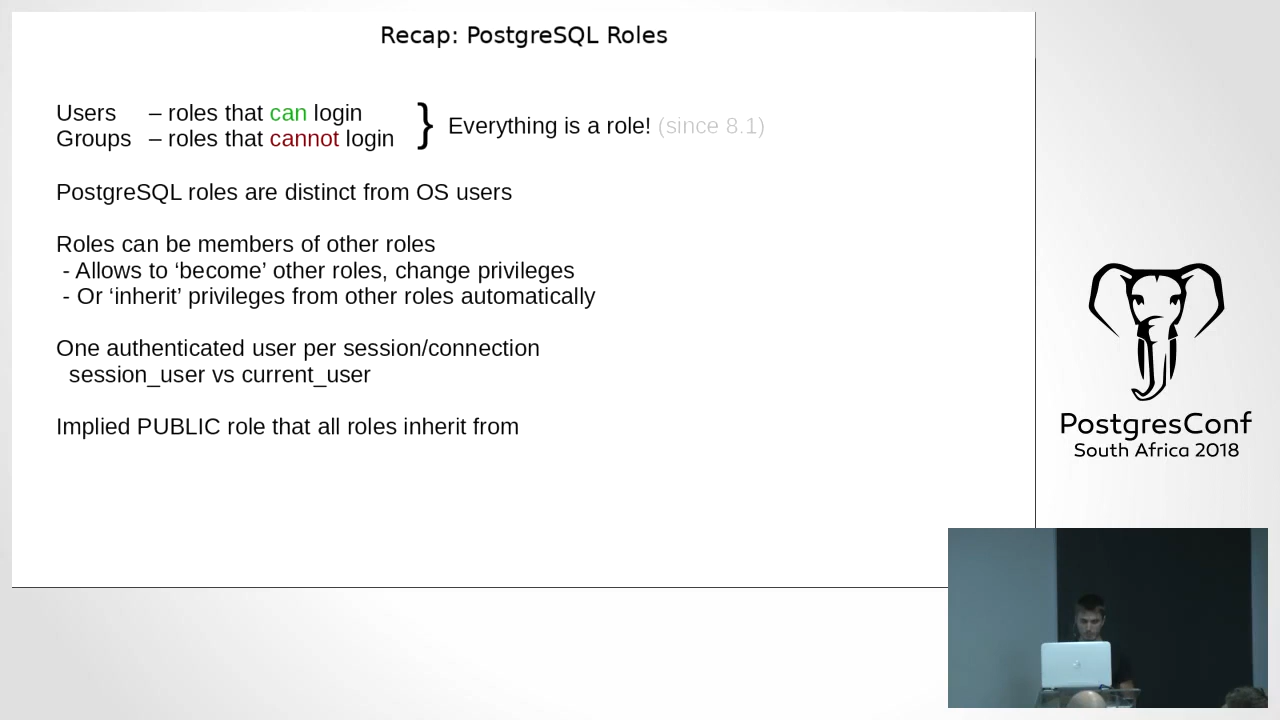 Recap: PostgreSQL Roles
Users – roles that can login
Groups – roles that cannot login
} Everything is a role! (since 8.1)
PostgreSQL roles are distinct from OS users
Roles can be members of other roles
- Allows to ‘become’ other roles, change privileges
- Or ‘inherit’ privileges from other roles automatically
One authenticated user per session/connection
session_user vs current_user
Implied PUBLIC role that all roles inherit from
PostgresConf
South Africa 2018